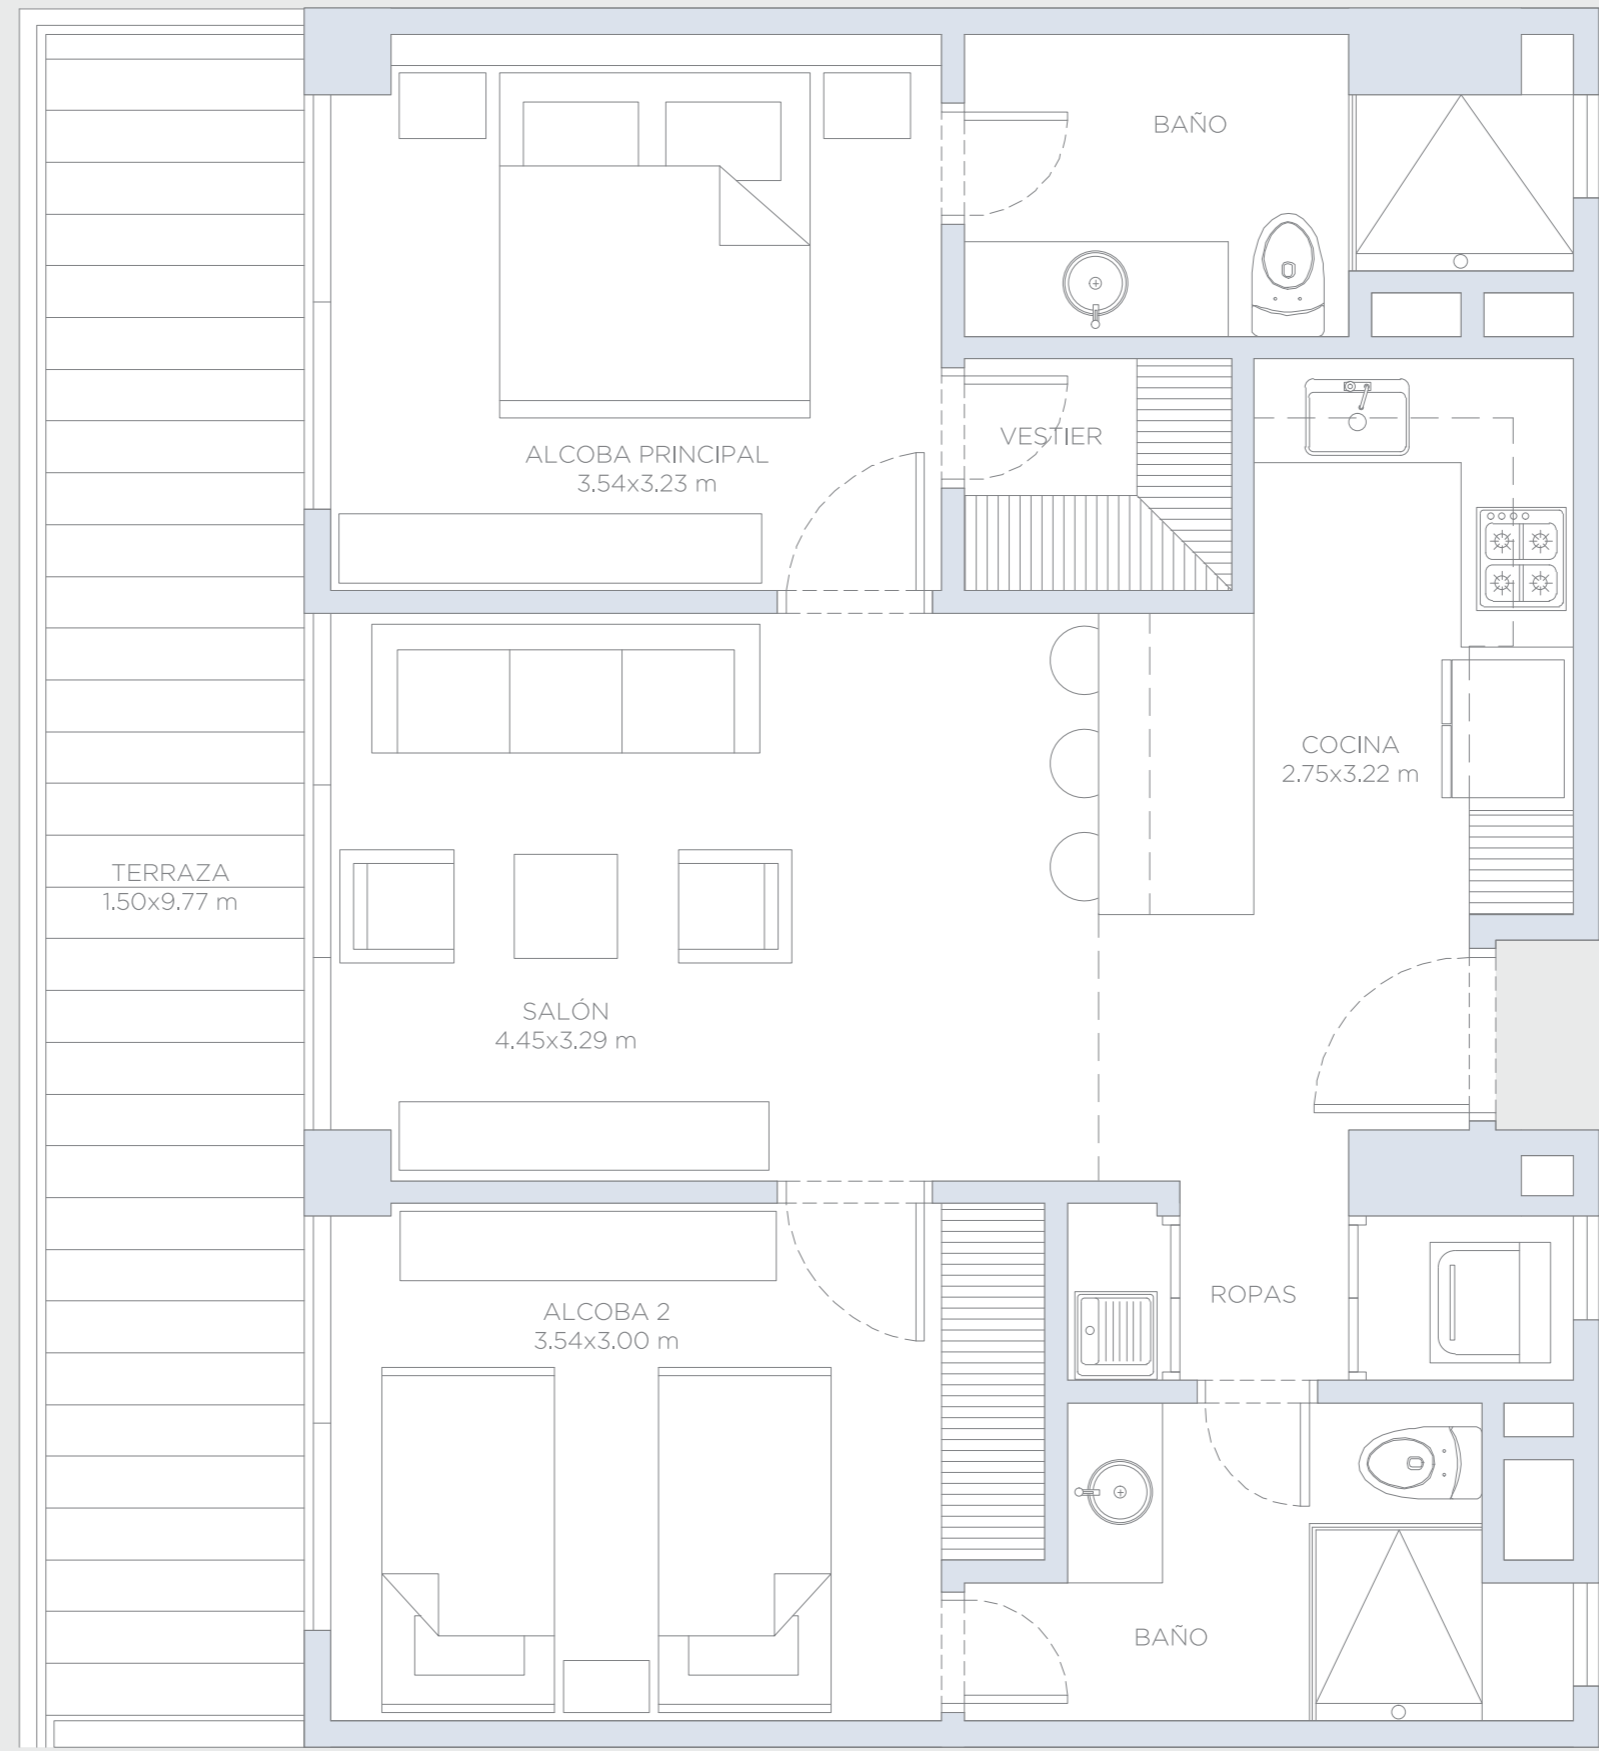 BAÑO
VESTIER
ALCOBA PRINCIPAL
3.54x3.23 m
COCINA
2.75x3.22 m
TERRAZA
1.50x9.77 m
SALÓN
4.45x3.29 m
ROPAS
ALCOBA 2
3.54x3.00 m
BAÑO